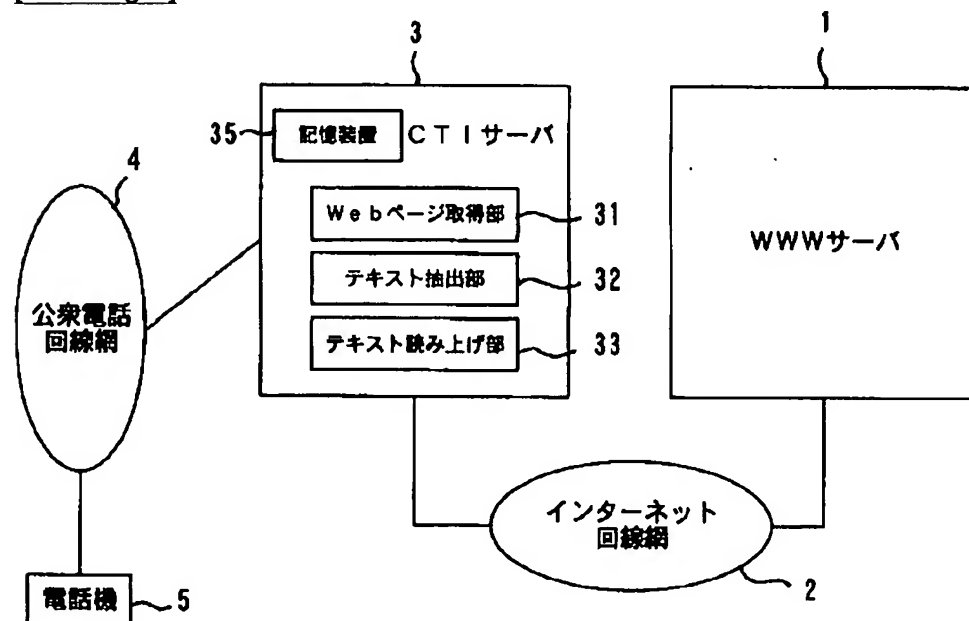 3
1
35
記憶装置
CTIサーバ
4
Webページ取得部
31
WWWサーバ
テキスト抽出部
32
公衆電話
回線網
テキスト読み上げ部
33
インターネット
回線網
2
電話機
5